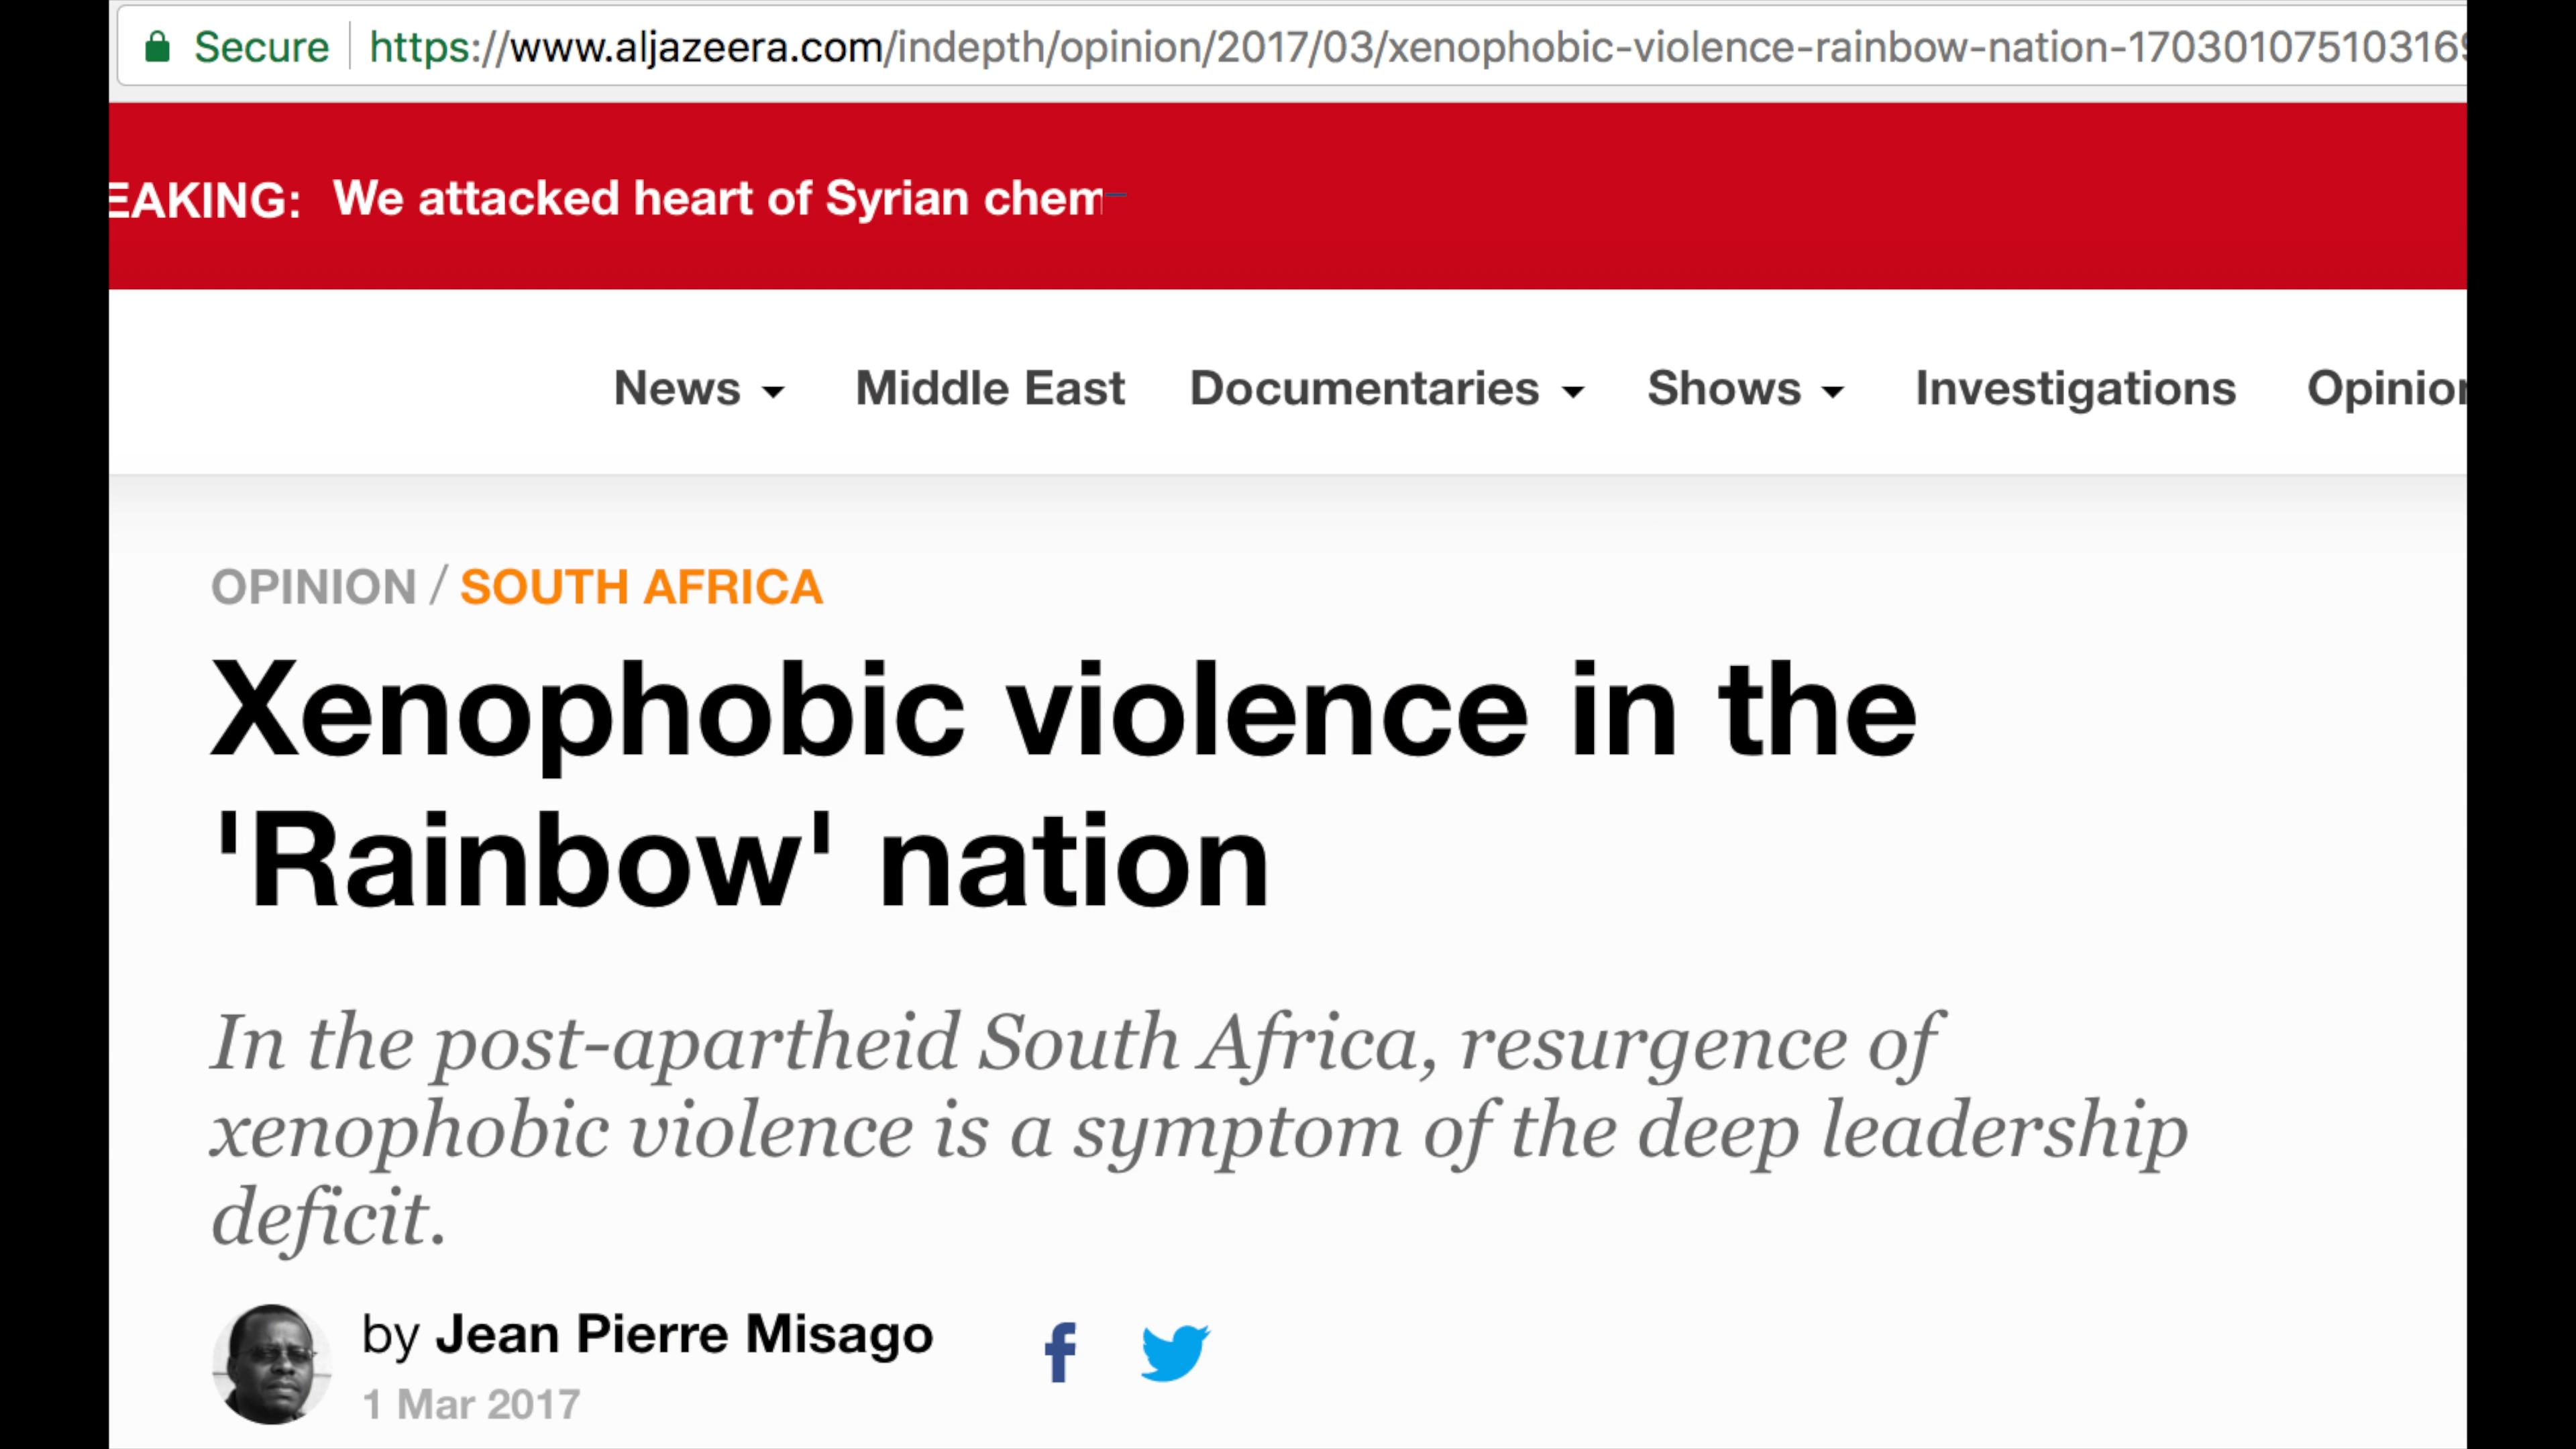 Secure https://www.aljazeera.com/indepth/opinion/2017/03/xenophobic-violence-rainbow-nation-170301075103169
EAKING: We attacked heart of Syrian chem
News Middle East Documentaries Shows Investigations Opinion
OPINION / SOUTH AFRICA
Xenophobic violence in the
'Rainbow' nation
In the post-apartheid South Africa, resurgence of
xenophobic violence is a symptom of the deep leadership
deficit.
by Jean Pierre Misago
1 Mar 2017